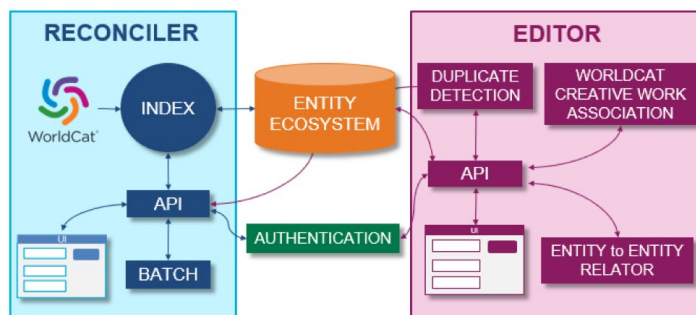 RECONCILER
WorldCat
INDEX
API
UI
BATCH
ENTITY
ECOSYSTEM
AUTHENTICATION
EDITOR
DUPLICATE
DETECTION
WORLDCAT
CREATIVE WORK
ASSOCIATION
API
UI
ENTITY to ENTITY
RELATOR